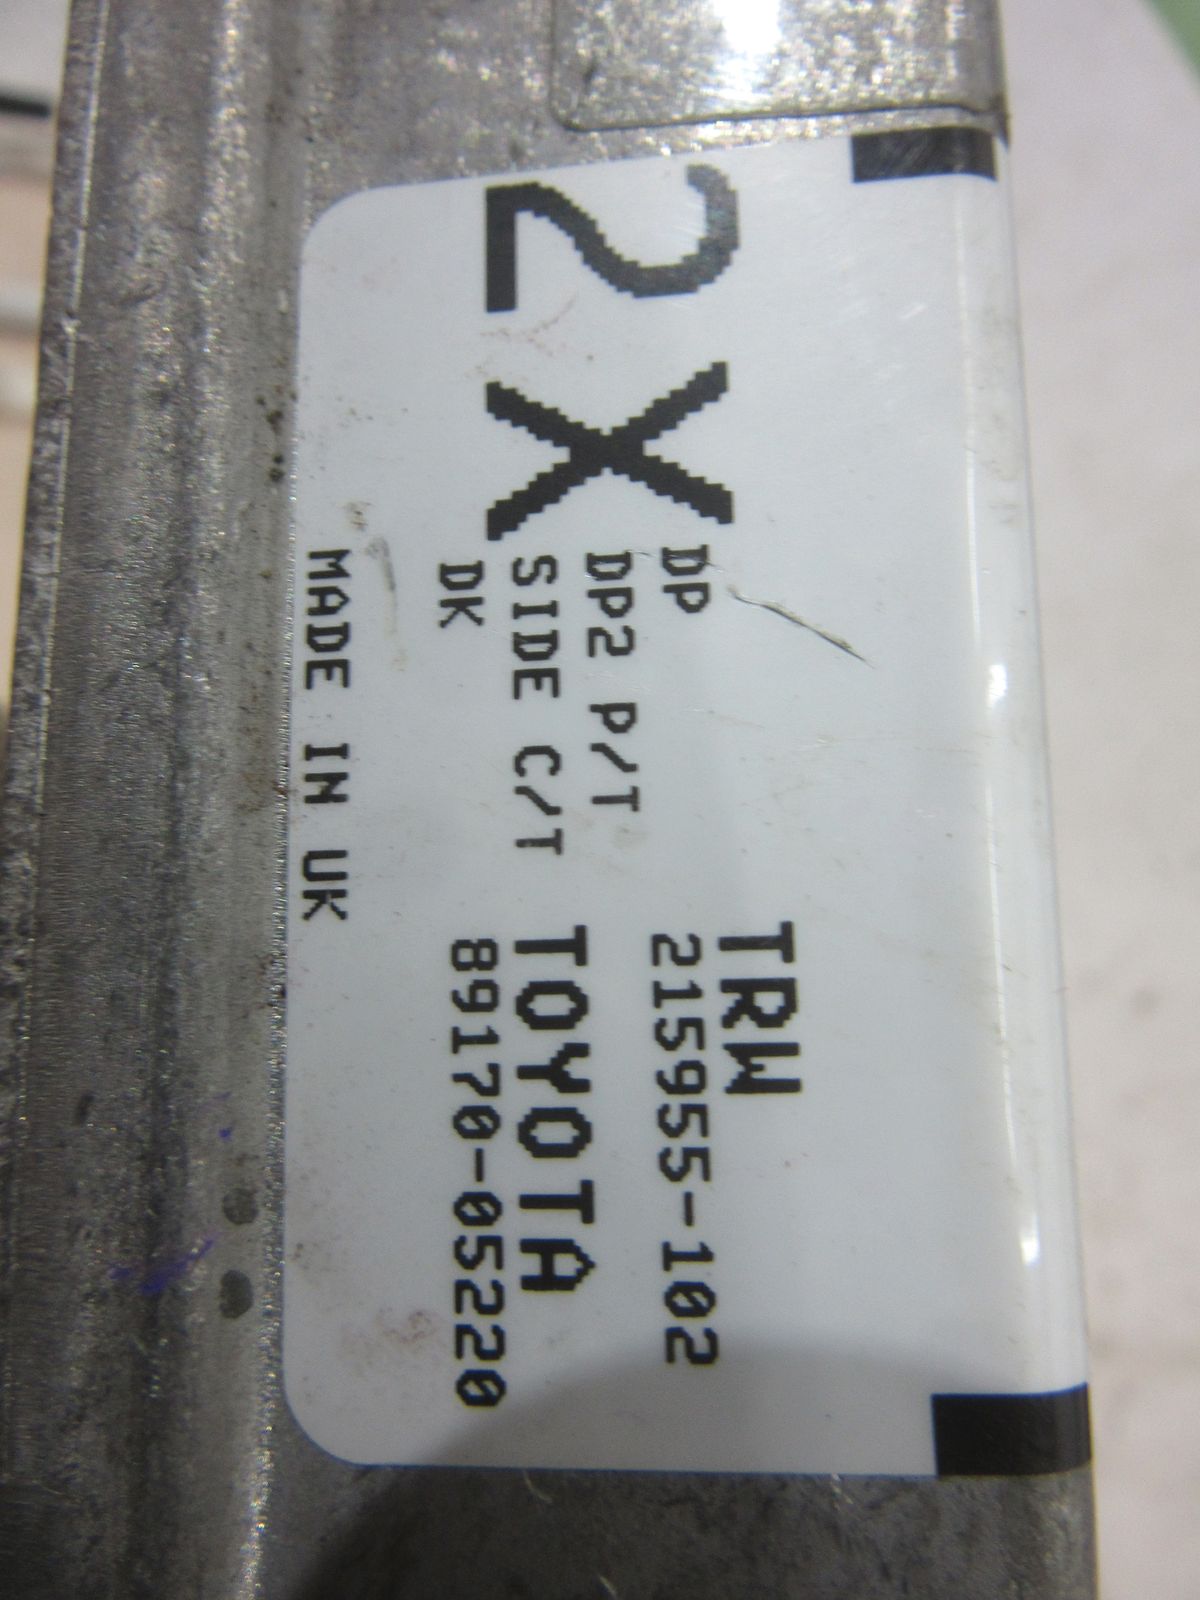 2X
TRW
215955-102
DP
DP2 P/T
SIDE C/T
DK
TOYOTA
89170-05220
MADE IN UK